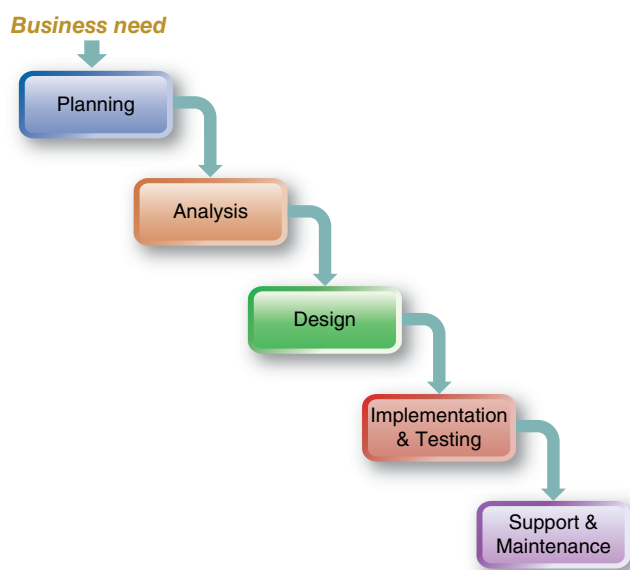 Business need
Planning
Analysis
Design
Implementation
& Testing
Support &
Maintenance